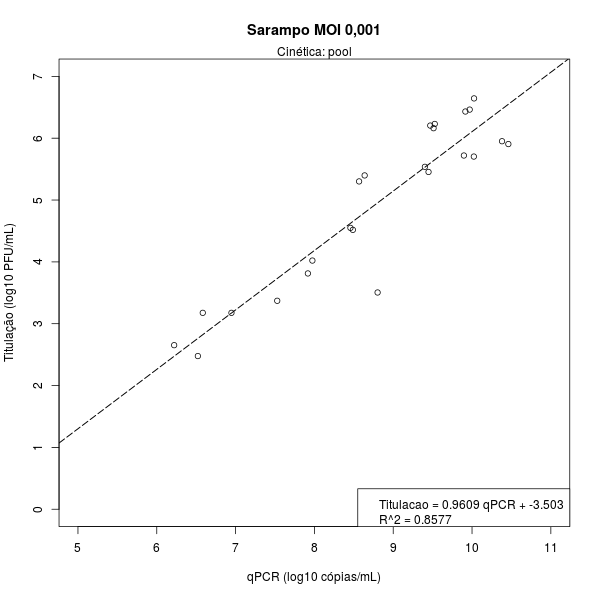 Sarampo MOI 0,001
Cinética: pool
7
6
5
4
3
2
1
0
Titulação (log10 PFU/mL)
Titulacao = 0.9609 qPCR + -3.503
R^2 = 0.8577
5 6 7 8 9 10 11
qPCR (log10 cópias/mL)